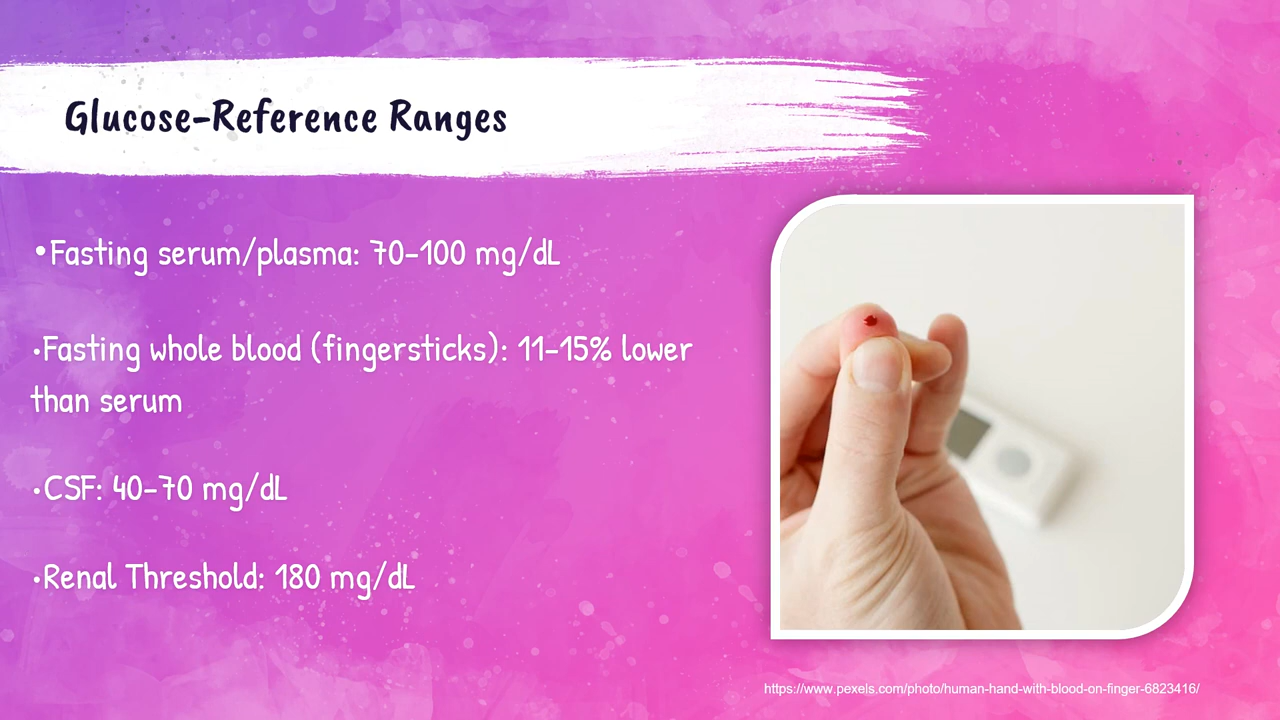 Glucose-Reference Ranges
•Fasting serum/plasma: 70-100 mg/dL
•Fasting whole blood (fingersticks): 11-15% lower
than serum
•CSF: 40-70 mg/dL
•Renal Threshold: 180 mg/dL
https://www.pexels.com/photo/human-hand-with-blood-on-finger-6823416/